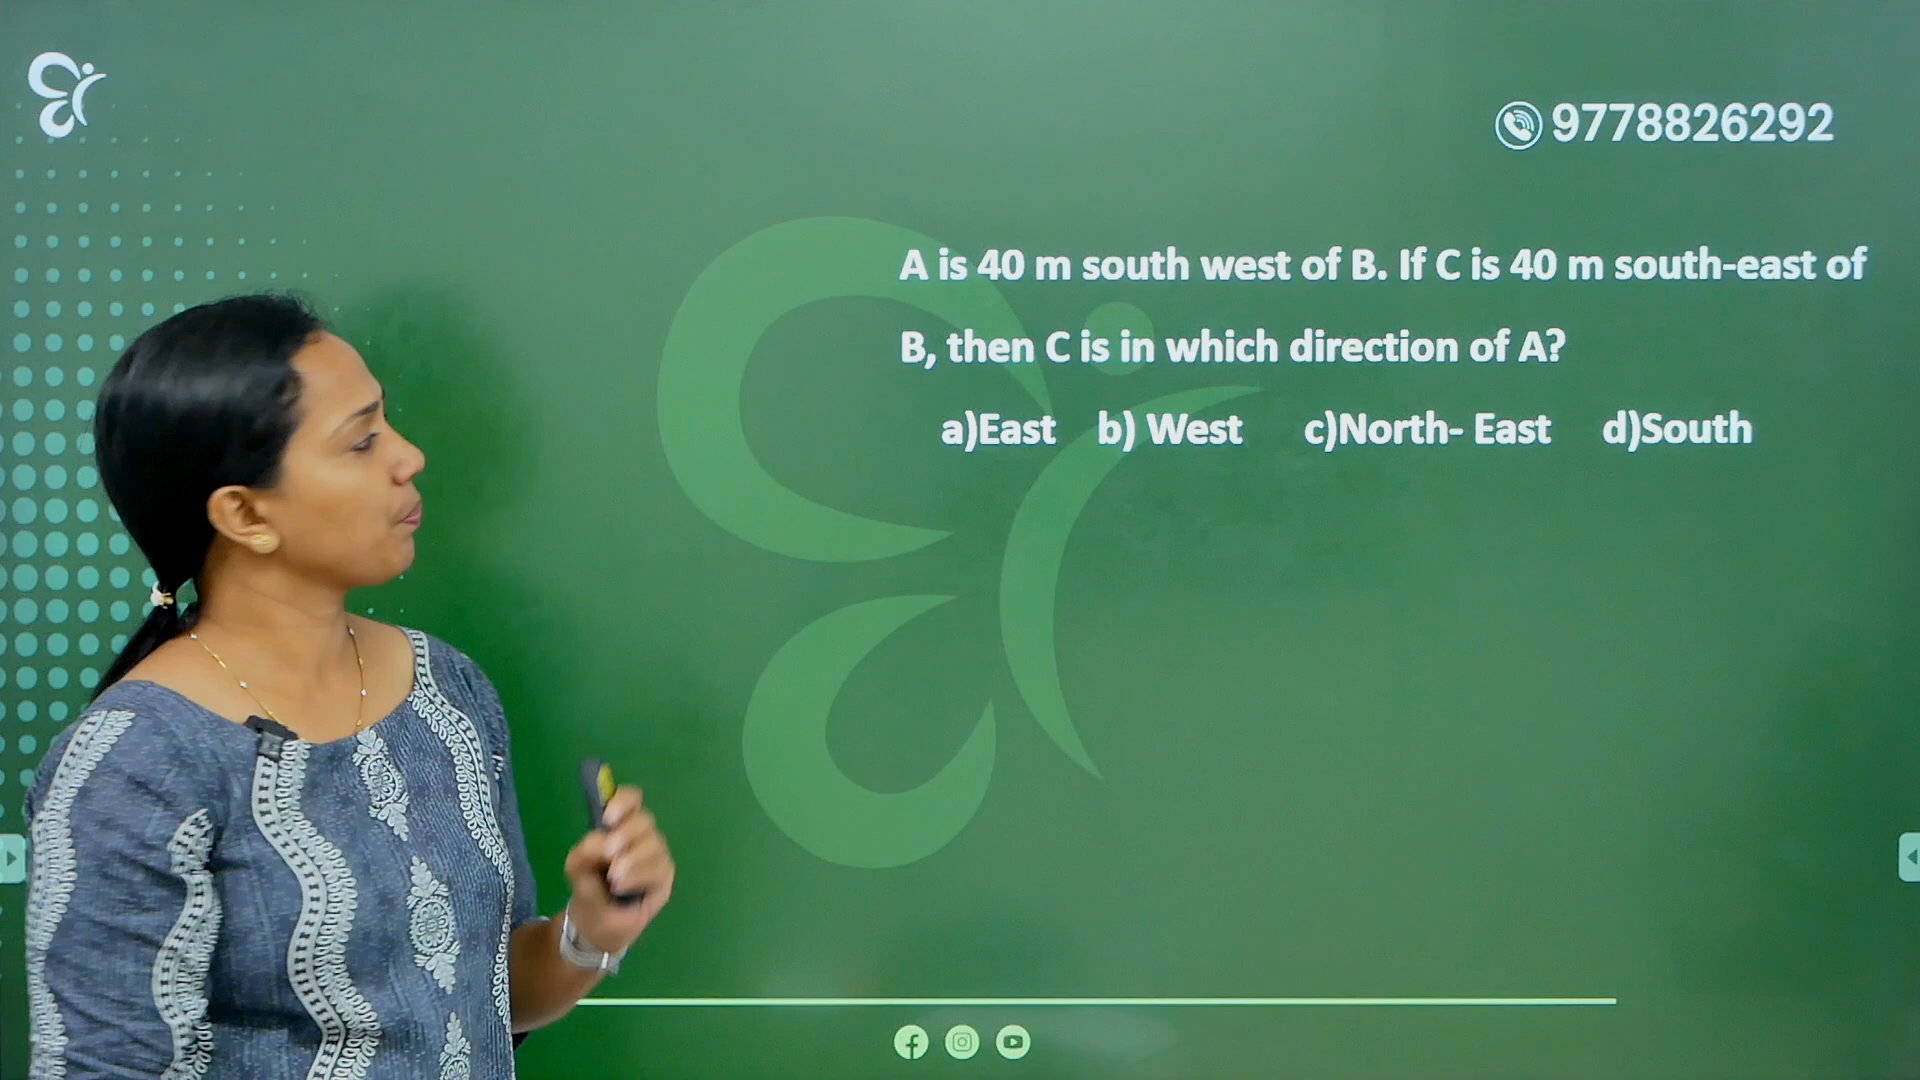 9778826292
A is 40 m south west of B. If C is 40 m south-east of
B, then C is in which direction of A?
a)East b) West c)North- East d)South